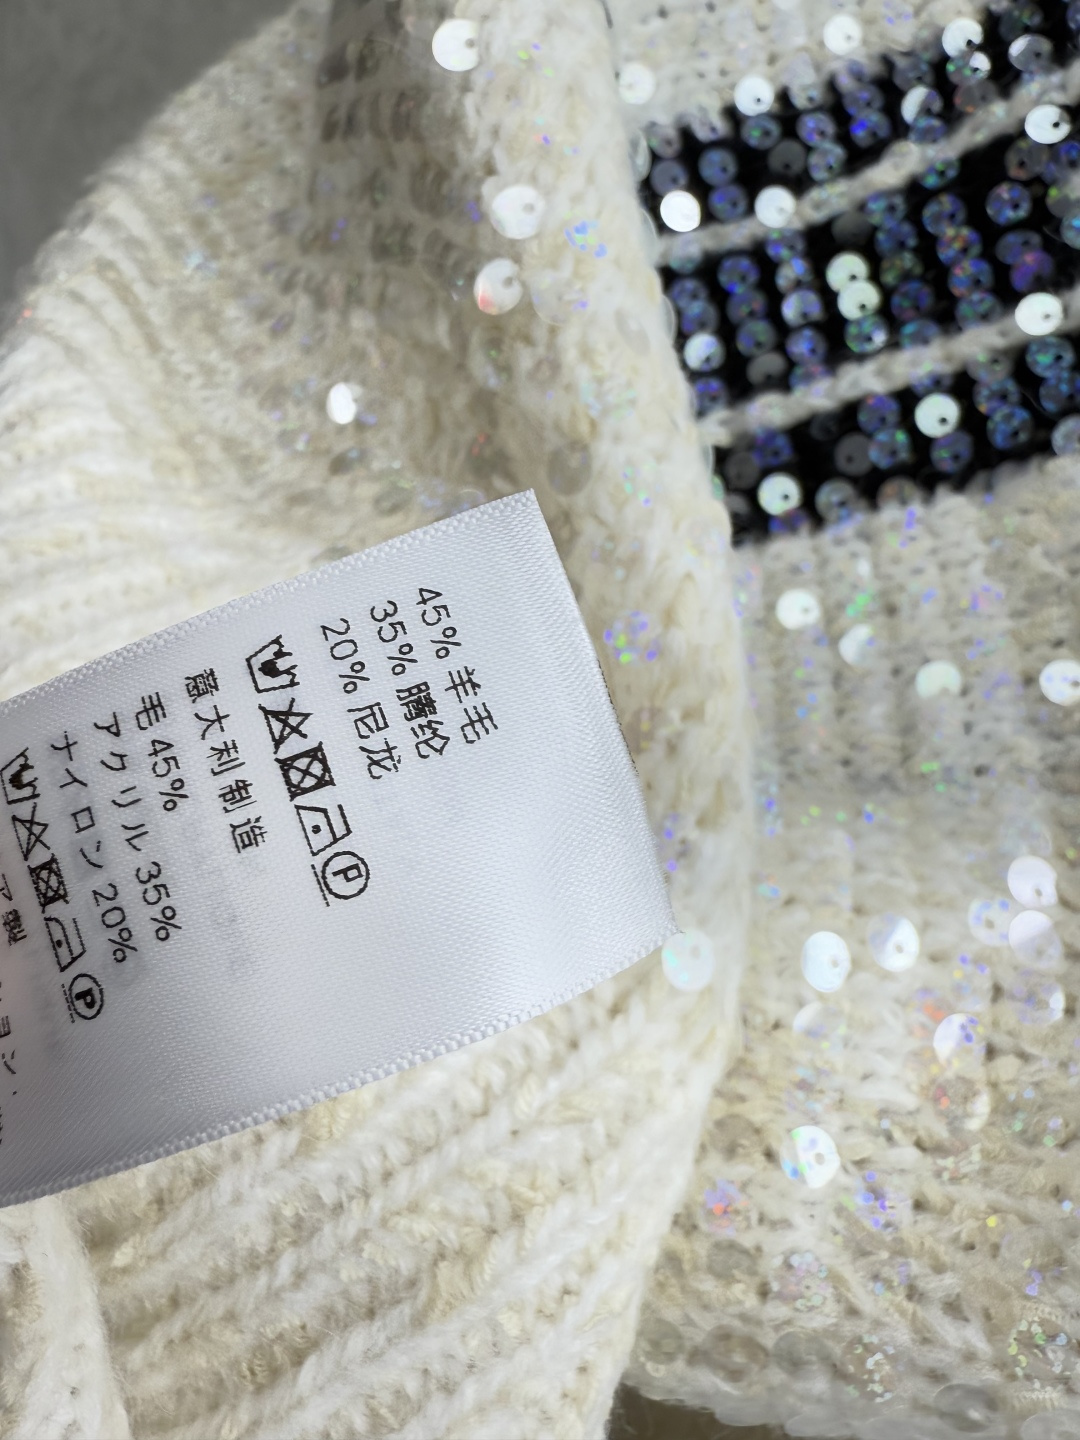 45% 羊毛
35% 腾纶
20% 尼龙
P
意大利制造
毛 45%
アクリル 35%
ナイロン 20%
P